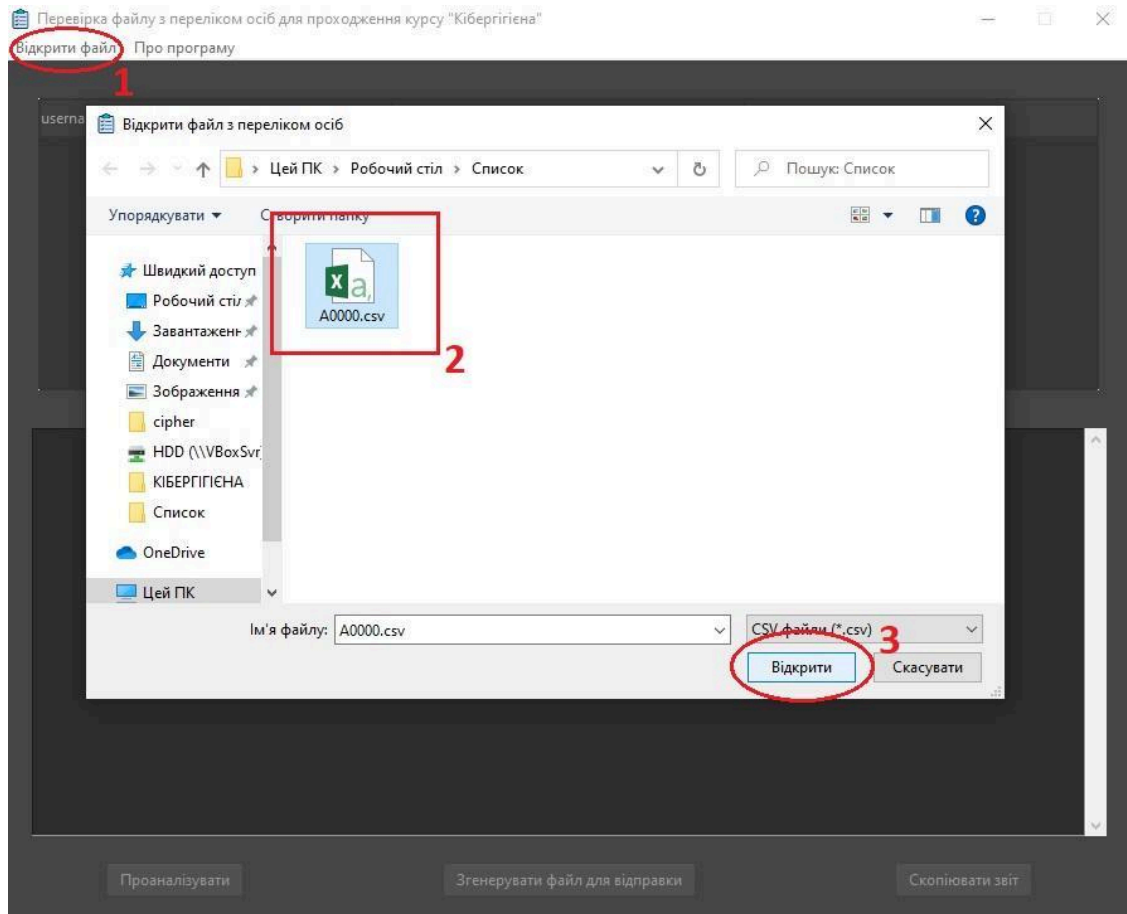 Перевірка файлу з переліком осіб для проходження курсу "Кібергігієна"
Відкрити файл Про програму
1
userna
Відкрити файл з переліком осіб
Цей ПК > Робочий стіл > Список
Пошук: Список
Упорядкувати Створити папку
Швидкий доступ
Робочий сті
Завантаженн
Документи
Зображення
cipher
HDD (\\VBoxSvr)
КІБЕРГІГІЄНА
Список
OneDrive
Цей ПК
A0000.csv
2
Ім'я файлу: A0000.csv
CSV файли (*.csv)
3
Відкрити Скасувати
Проаналізувати Згенерувати файл для відправки Скопіювати звіт